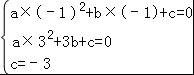 a×(-1)²+b×(-1)+c=0
a×3²+3b+c=0
c=-3